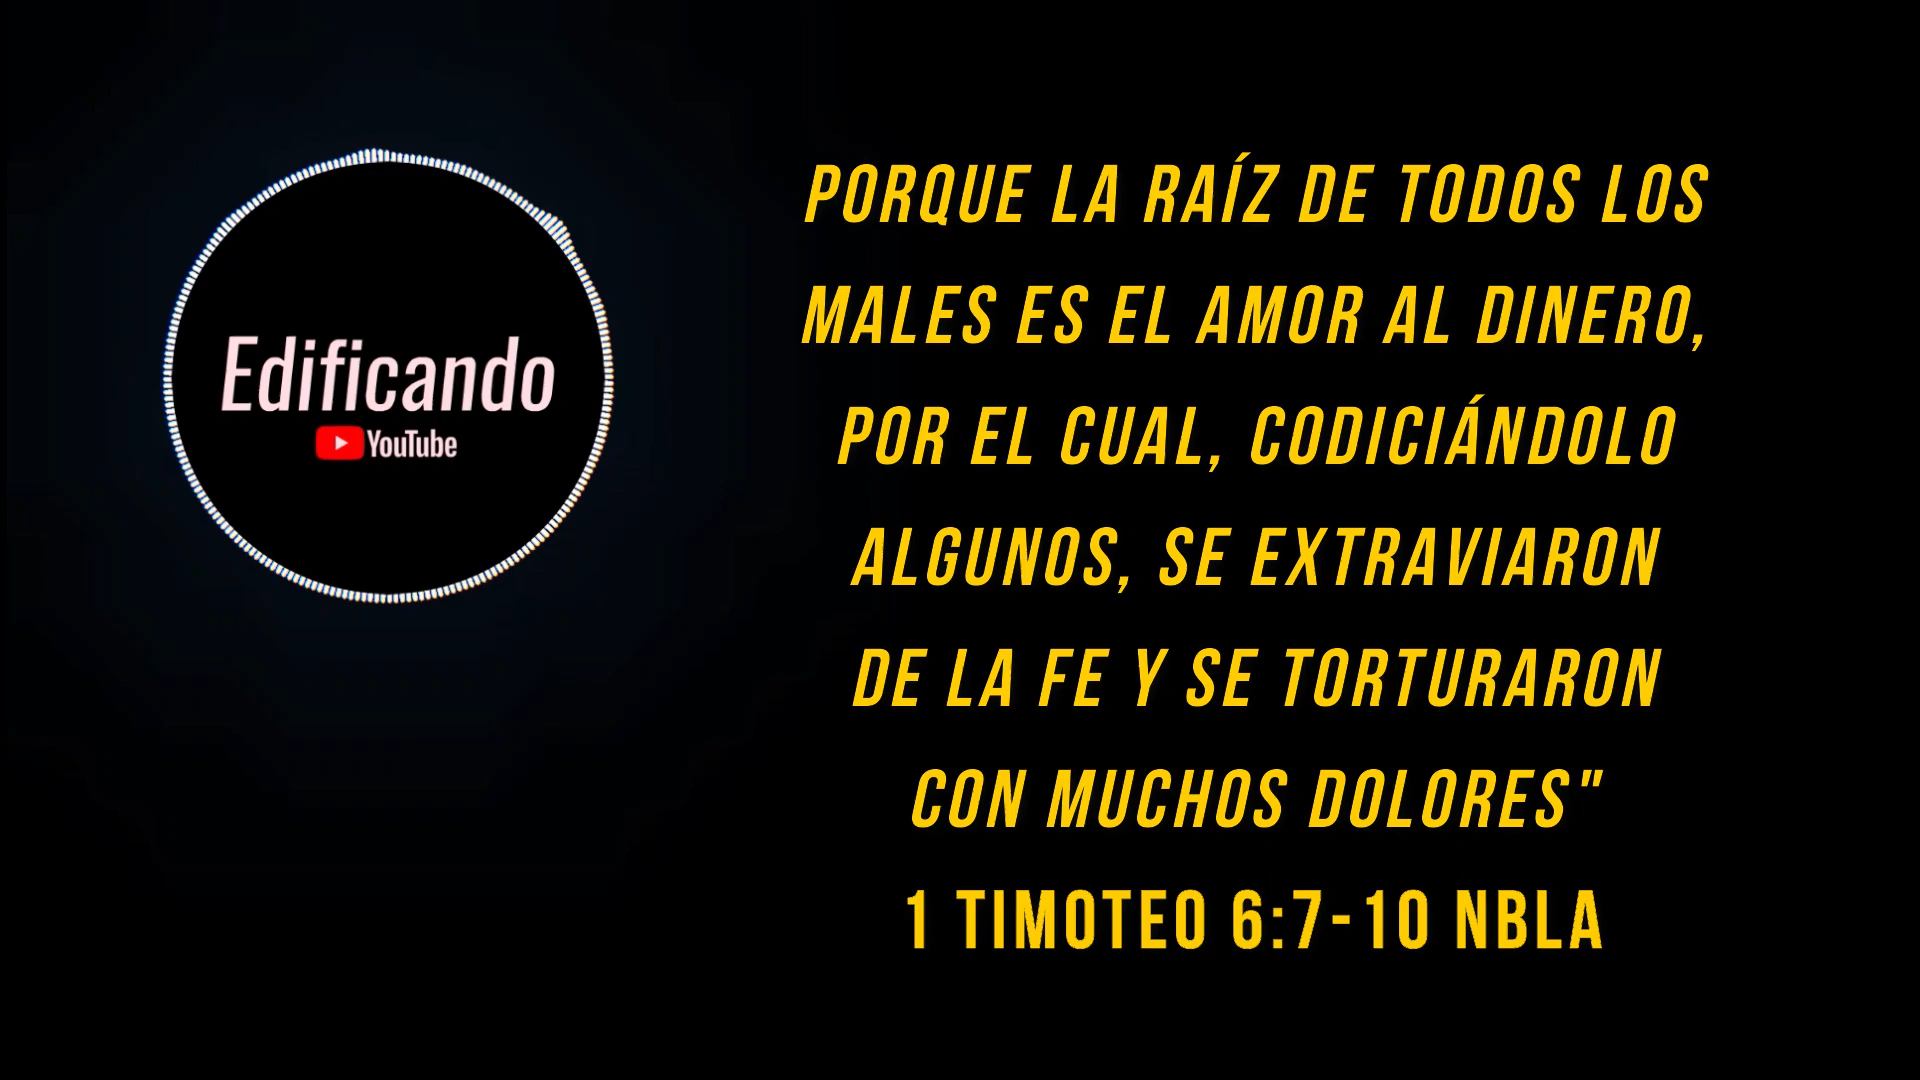 Edificando
YouTube
PORQUE LA RAÍZ DE TODOS LOS
MALES ES EL AMOR AL DINERO,
POR EL CUAL, CODICIÁNDOLO
ALGUNOS, SE EXTRAVIARON
DE LA FE Y SE TORTURARON
CON MUCHOS DOLORES"
1 TIMOTEO 6:7-10 NBLA